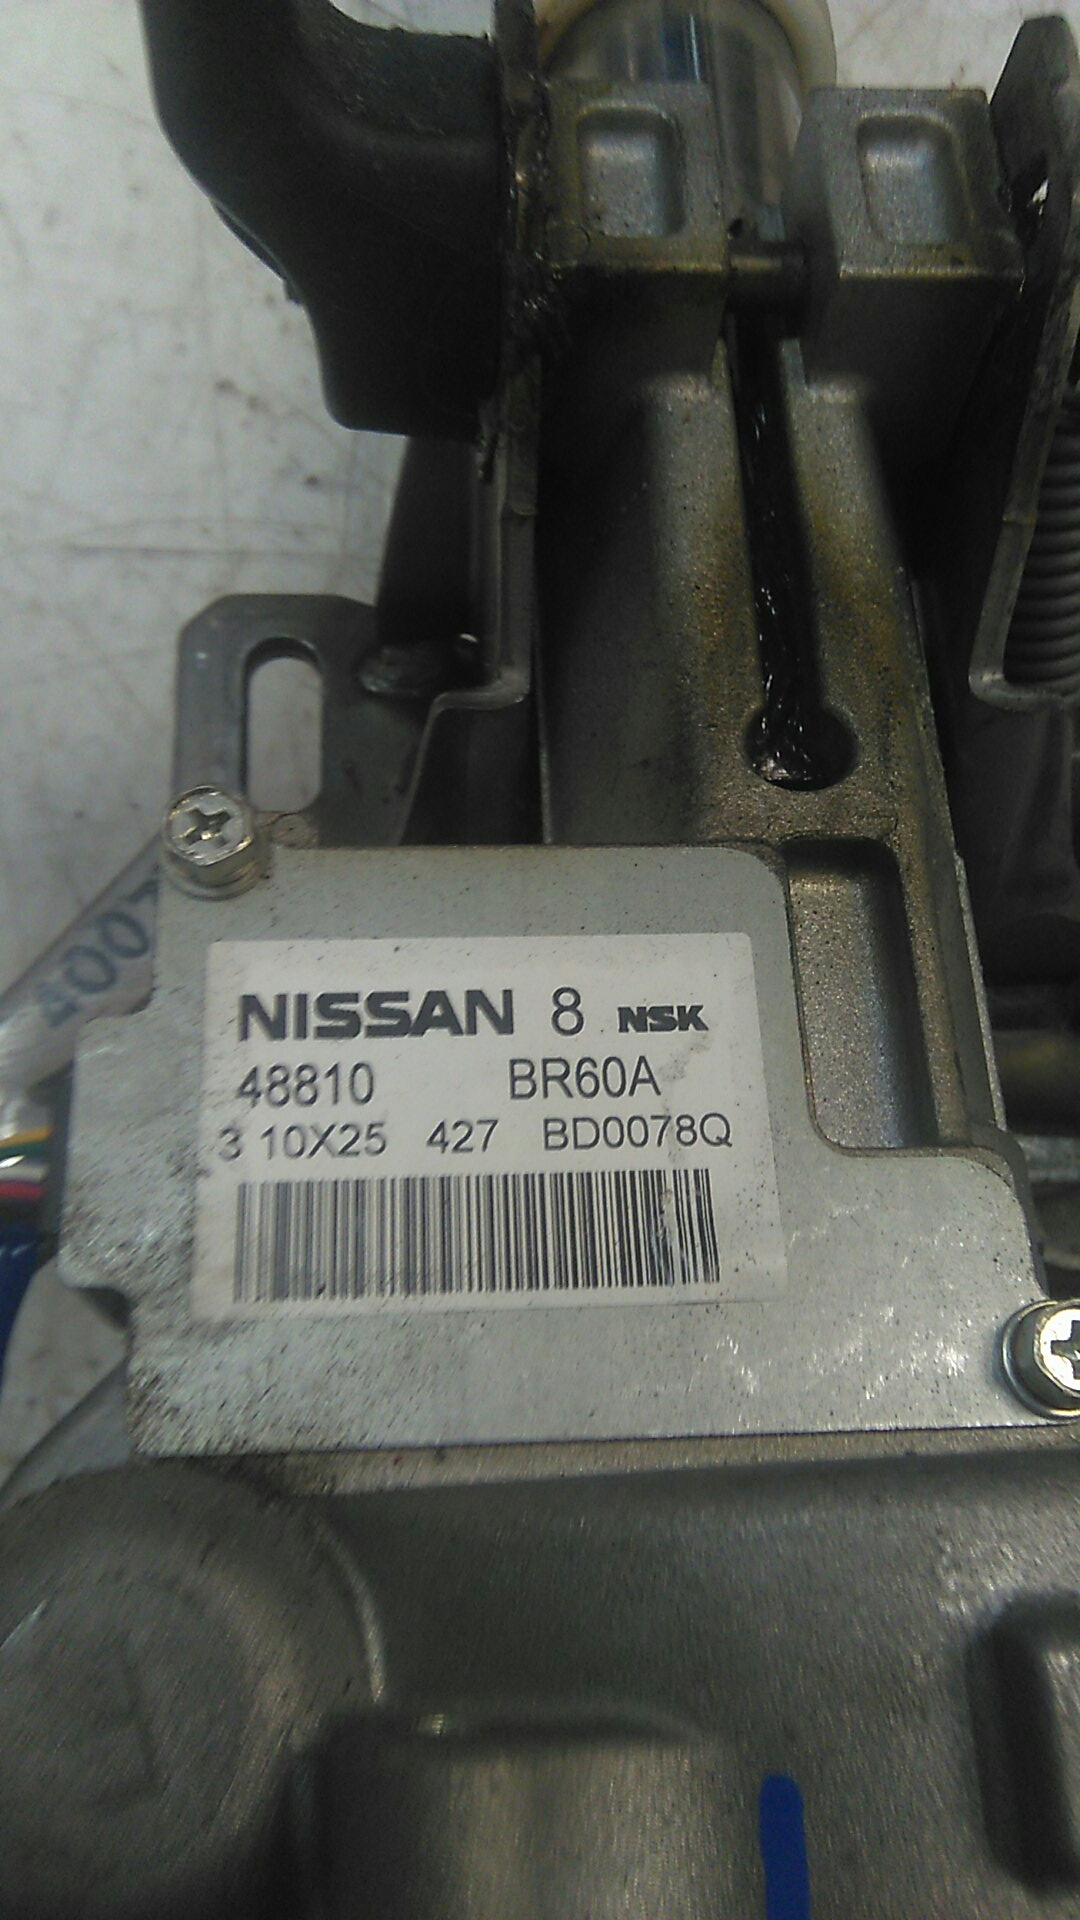 NISSAN 8 NSK
48810 BR60A
3 10X25 427 BD0078Q